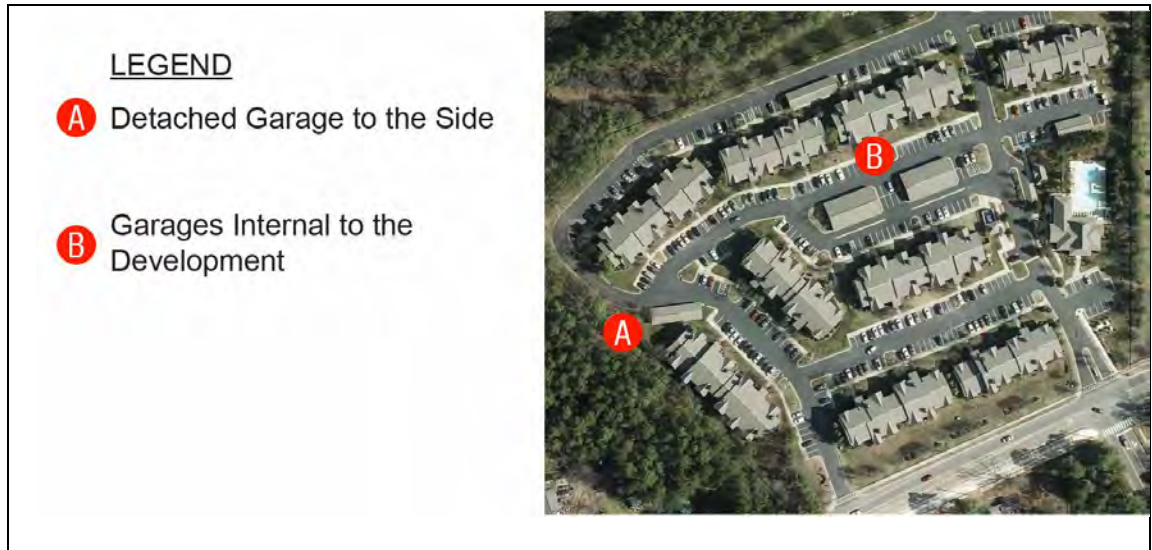 LEGEND
A Detached Garage to the Side
B Garages Internal to the
Development
B
A